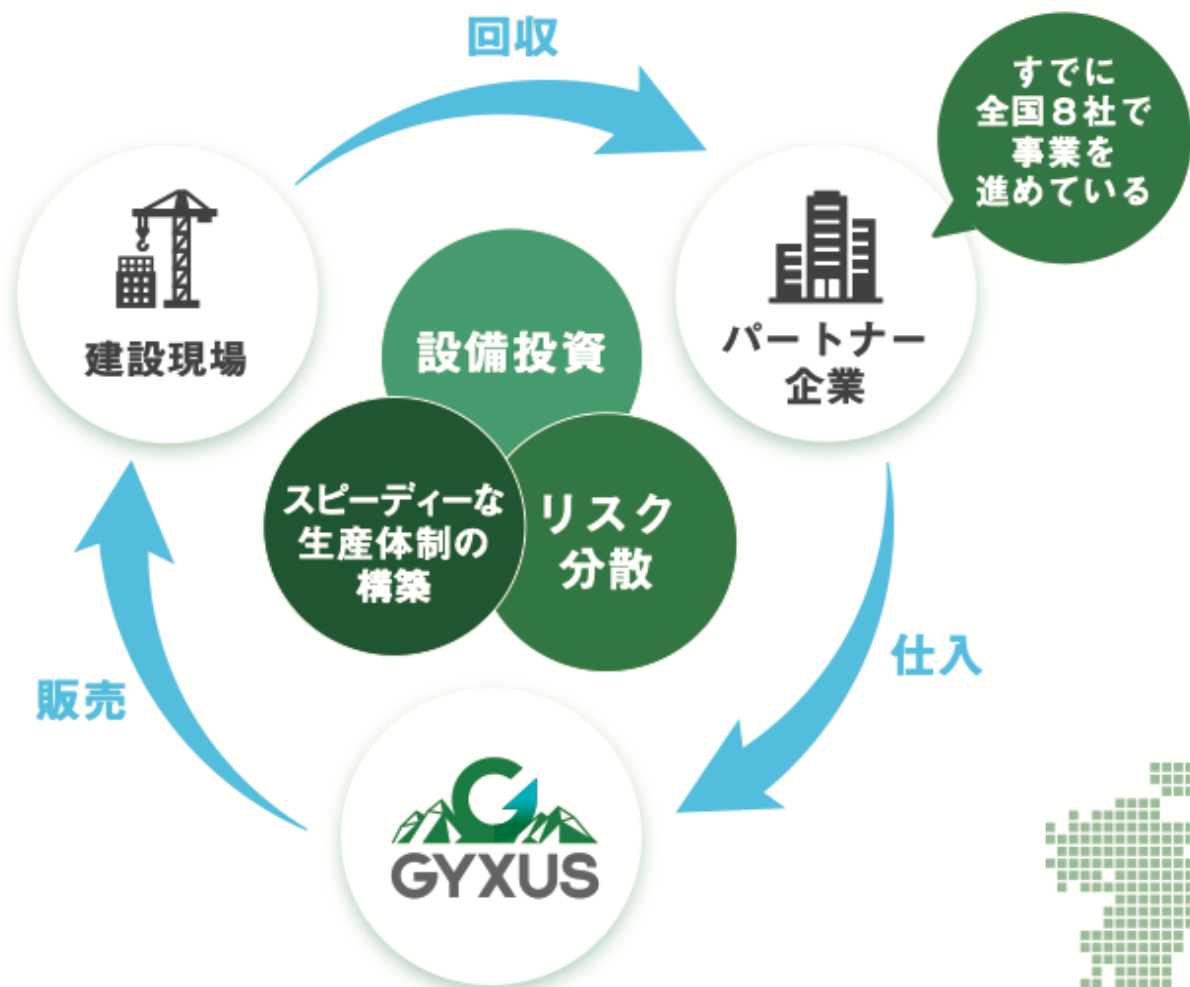 回収
すでに
全国８社で
事業を
進めている
建設現場
パートナー
企業
設備投資
スピーディーな
生産体制の
構築
リスク
分散
販売
仕入
GYXUS